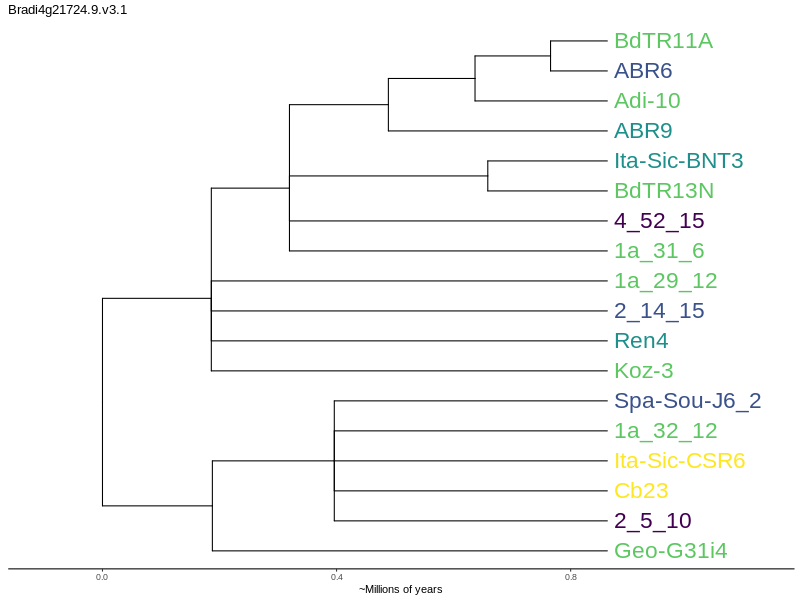 Bradi4g21724.9.v3.1
BdTR11A
ABR6
Adi-10
ABR9
Ita-Sic-BNT3
BdTR13N
4_52_15
1a_31_6
1a_29_12
2_14_15
Ren4
Koz-3
Spa-Sou-J6_2
1a_32_12
Ita-Sic-CSR6
Cb23
2_5_10
Geo-G31i4
0.0 0.4 0.8
~Millions of years